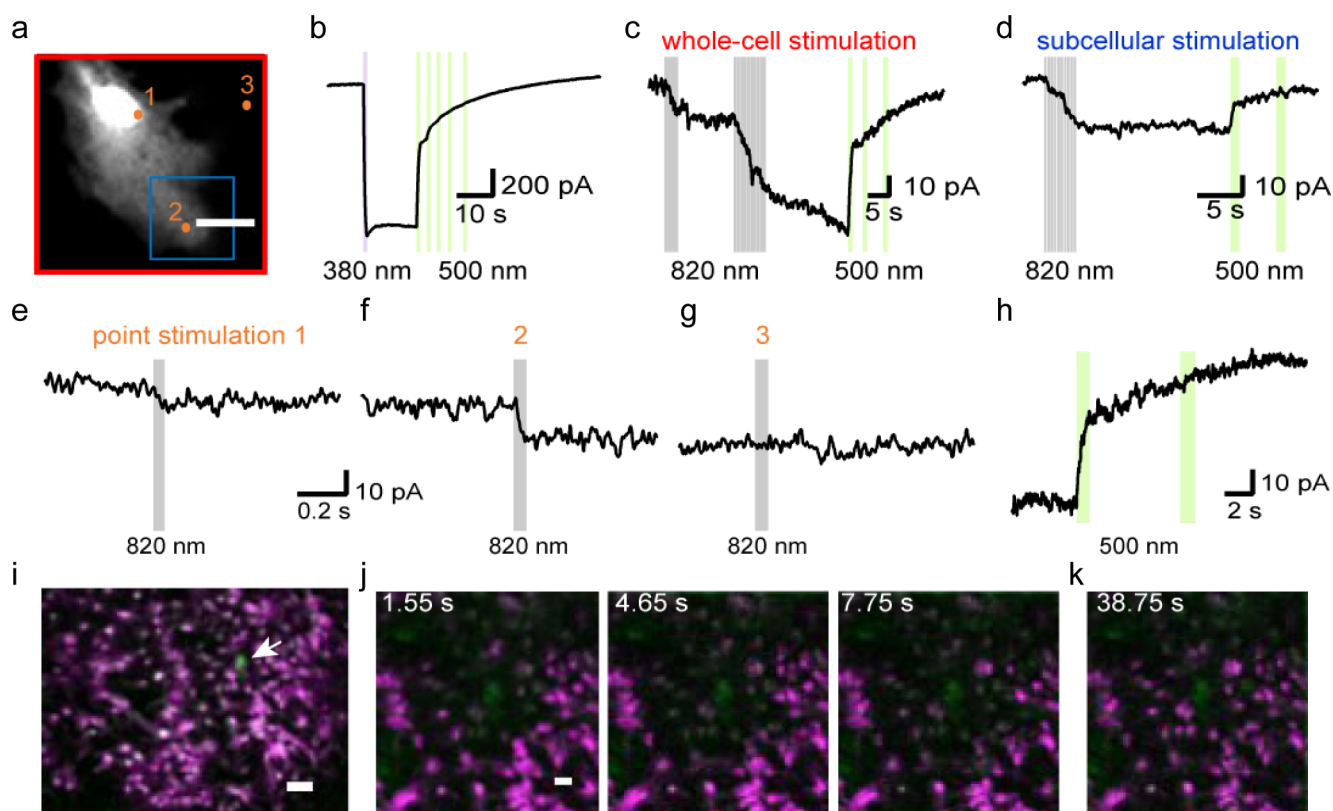 a
1
2
3
b
200 pA
10 s
380 nm
500 nm
c
whole-cell stimulation
10 pA
5 s
820 nm
500 nm
d
subcellular stimulation
10 pA
5 s
820 nm
500 nm
e
point stimulation 1
10 pA
0.2 s
820 nm
f
2
820 nm
g
3
820 nm
h
10 pA
2 s
500 nm
i
j
1.55 s
4.65 s
7.75 s
k
38.75 s